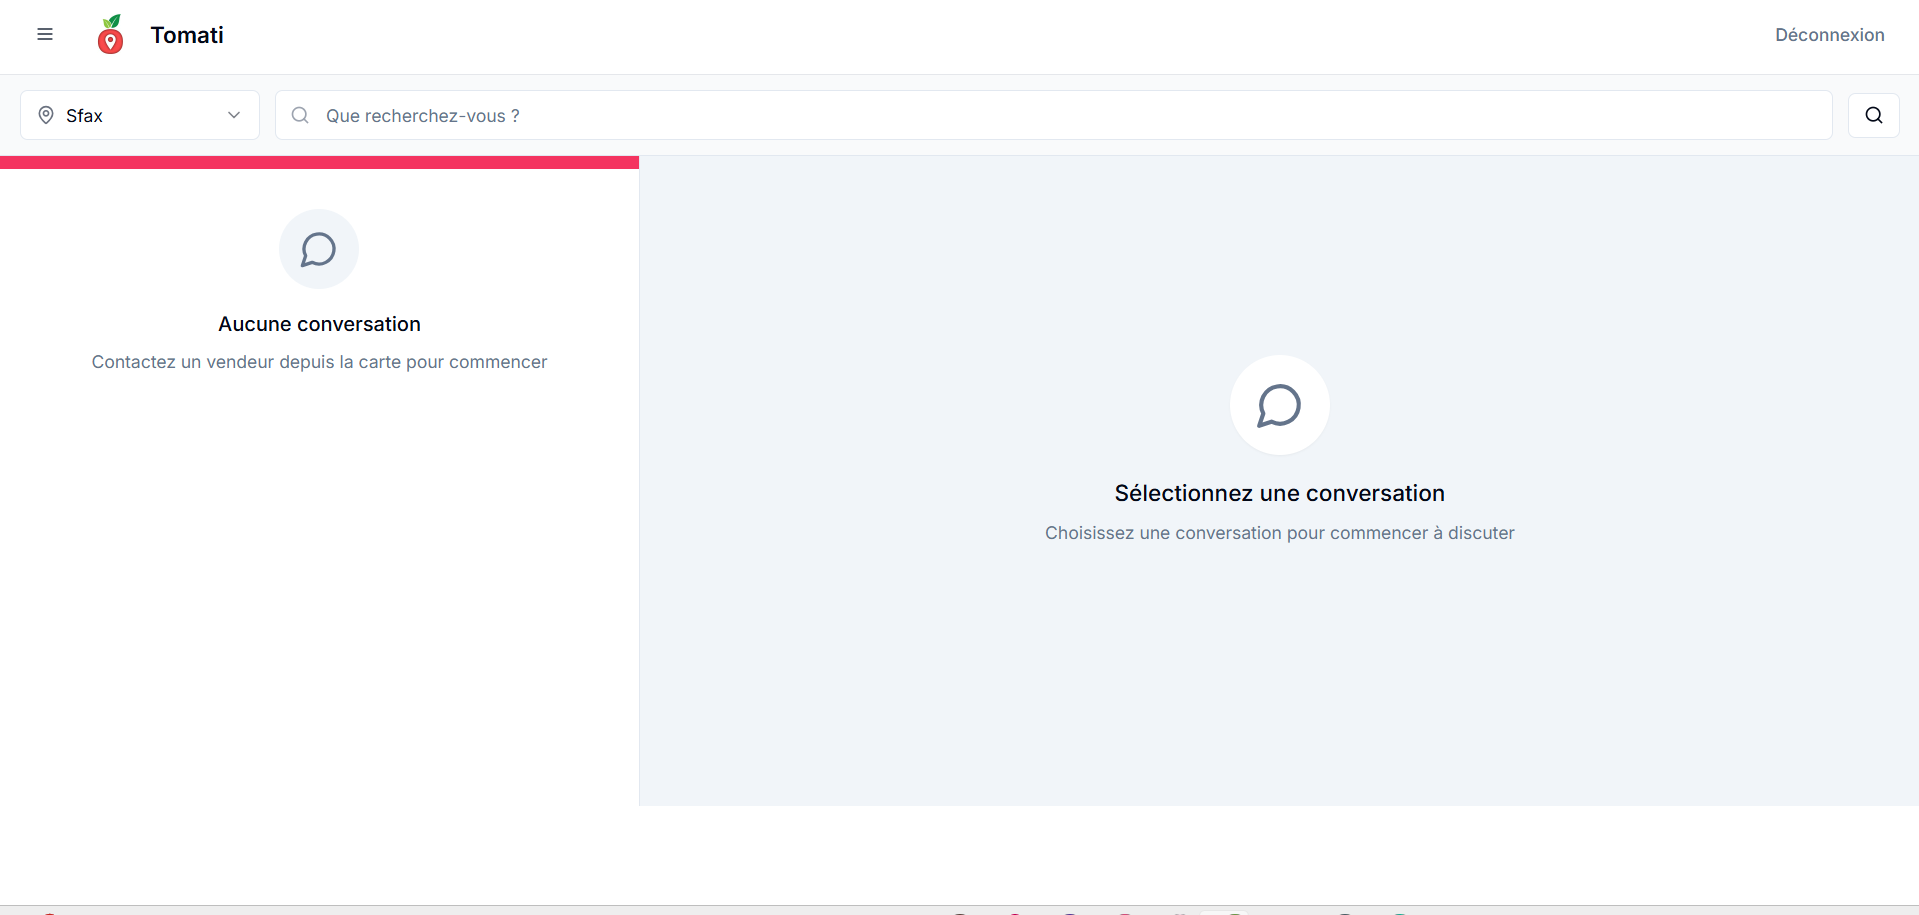 Tomati
Déconnexion
Sfax
Que recherchez-vous ?
Aucune conversation
Contactez un vendeur depuis la carte pour commencer
Sélectionnez une conversation
Choisissez une conversation pour commencer à discuter